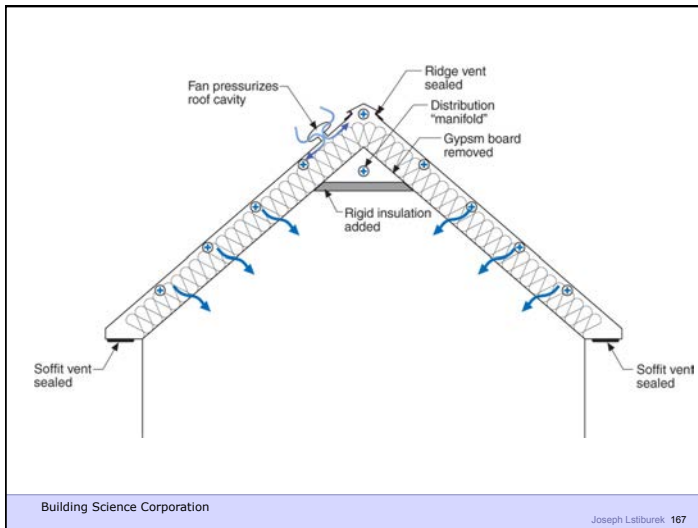 Fan pressurizes
roof cavity
Ridge vent
sealed
Distribution
“manifold”
Gypsm board
removed
Rigid insulation
added
Soffit vent
sealed
Soffit vent
sealed
Building Science Corporation
Joseph Lstiburek 167